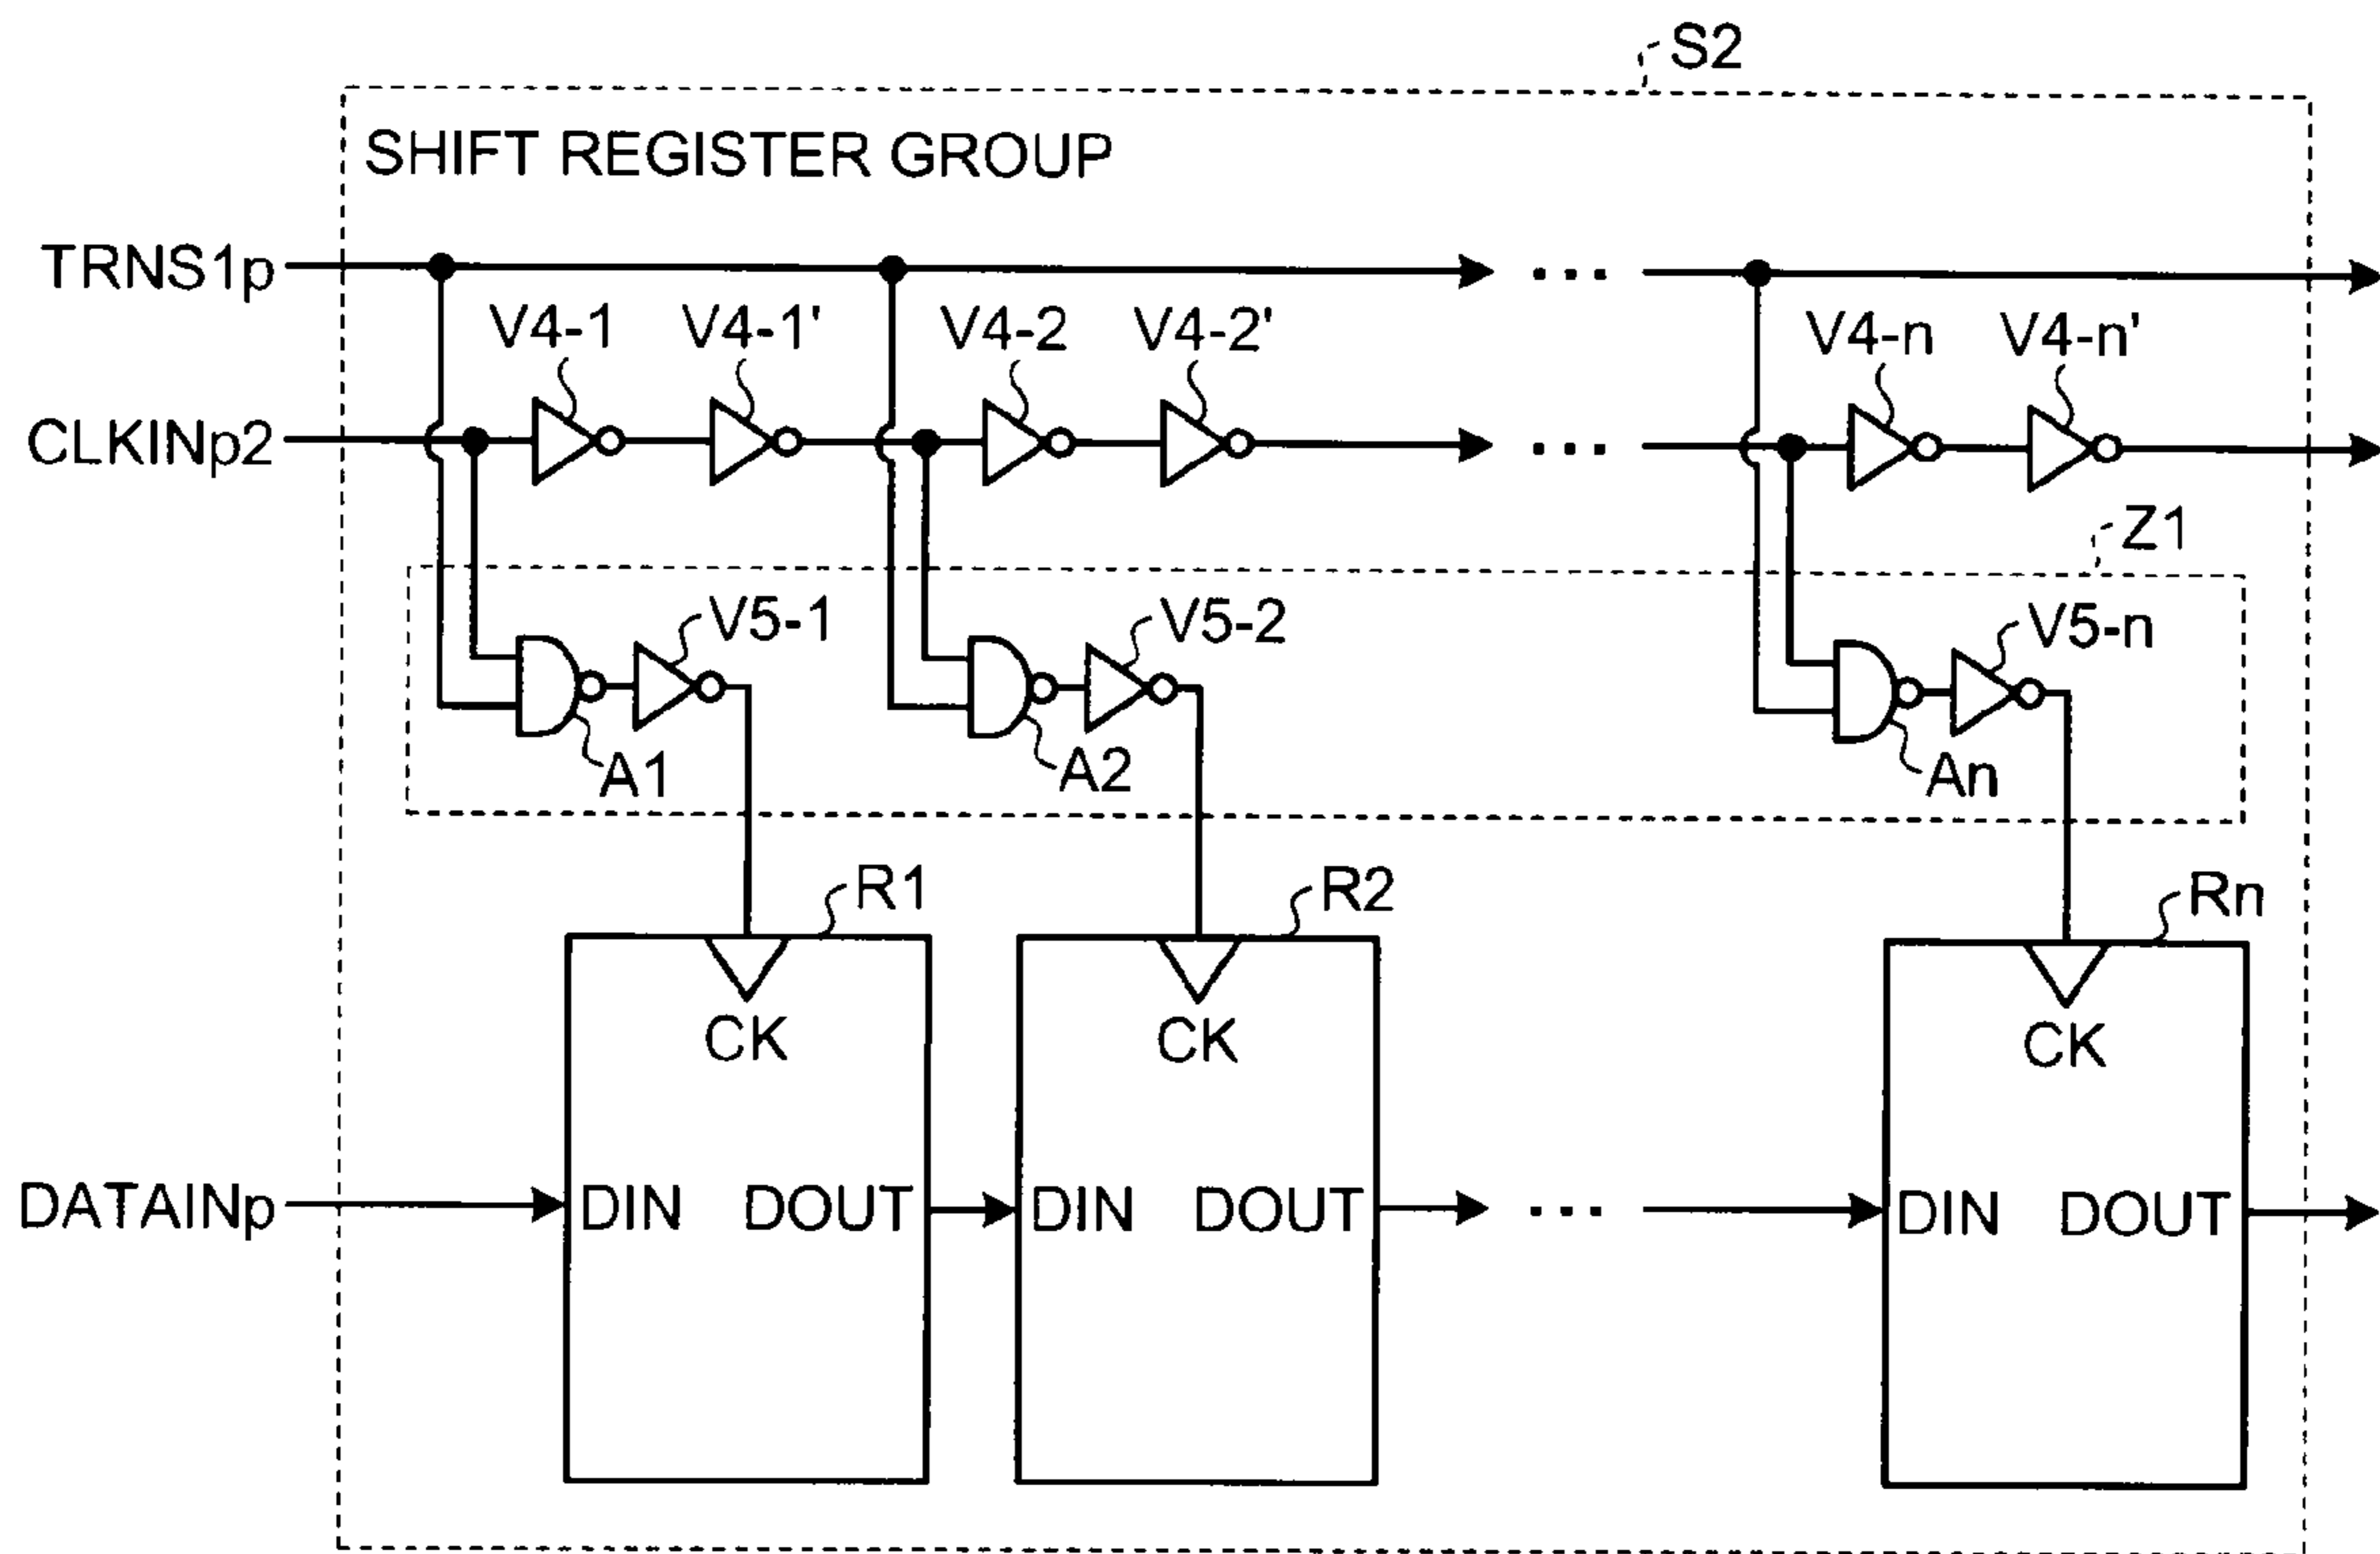 S2
SHIFT REGISTER GROUP
TRNS1p
...
V4-1 V4-1' V4-2 V4-2' V4-n V4-n'
CLKINp2
...
Z1
V5-1 V5-2 V5-n
A1 A2 An
R1 R2 Rn
CK CK CK
DATAINp DIN DOUT DIN DOUT ... DIN DOUT